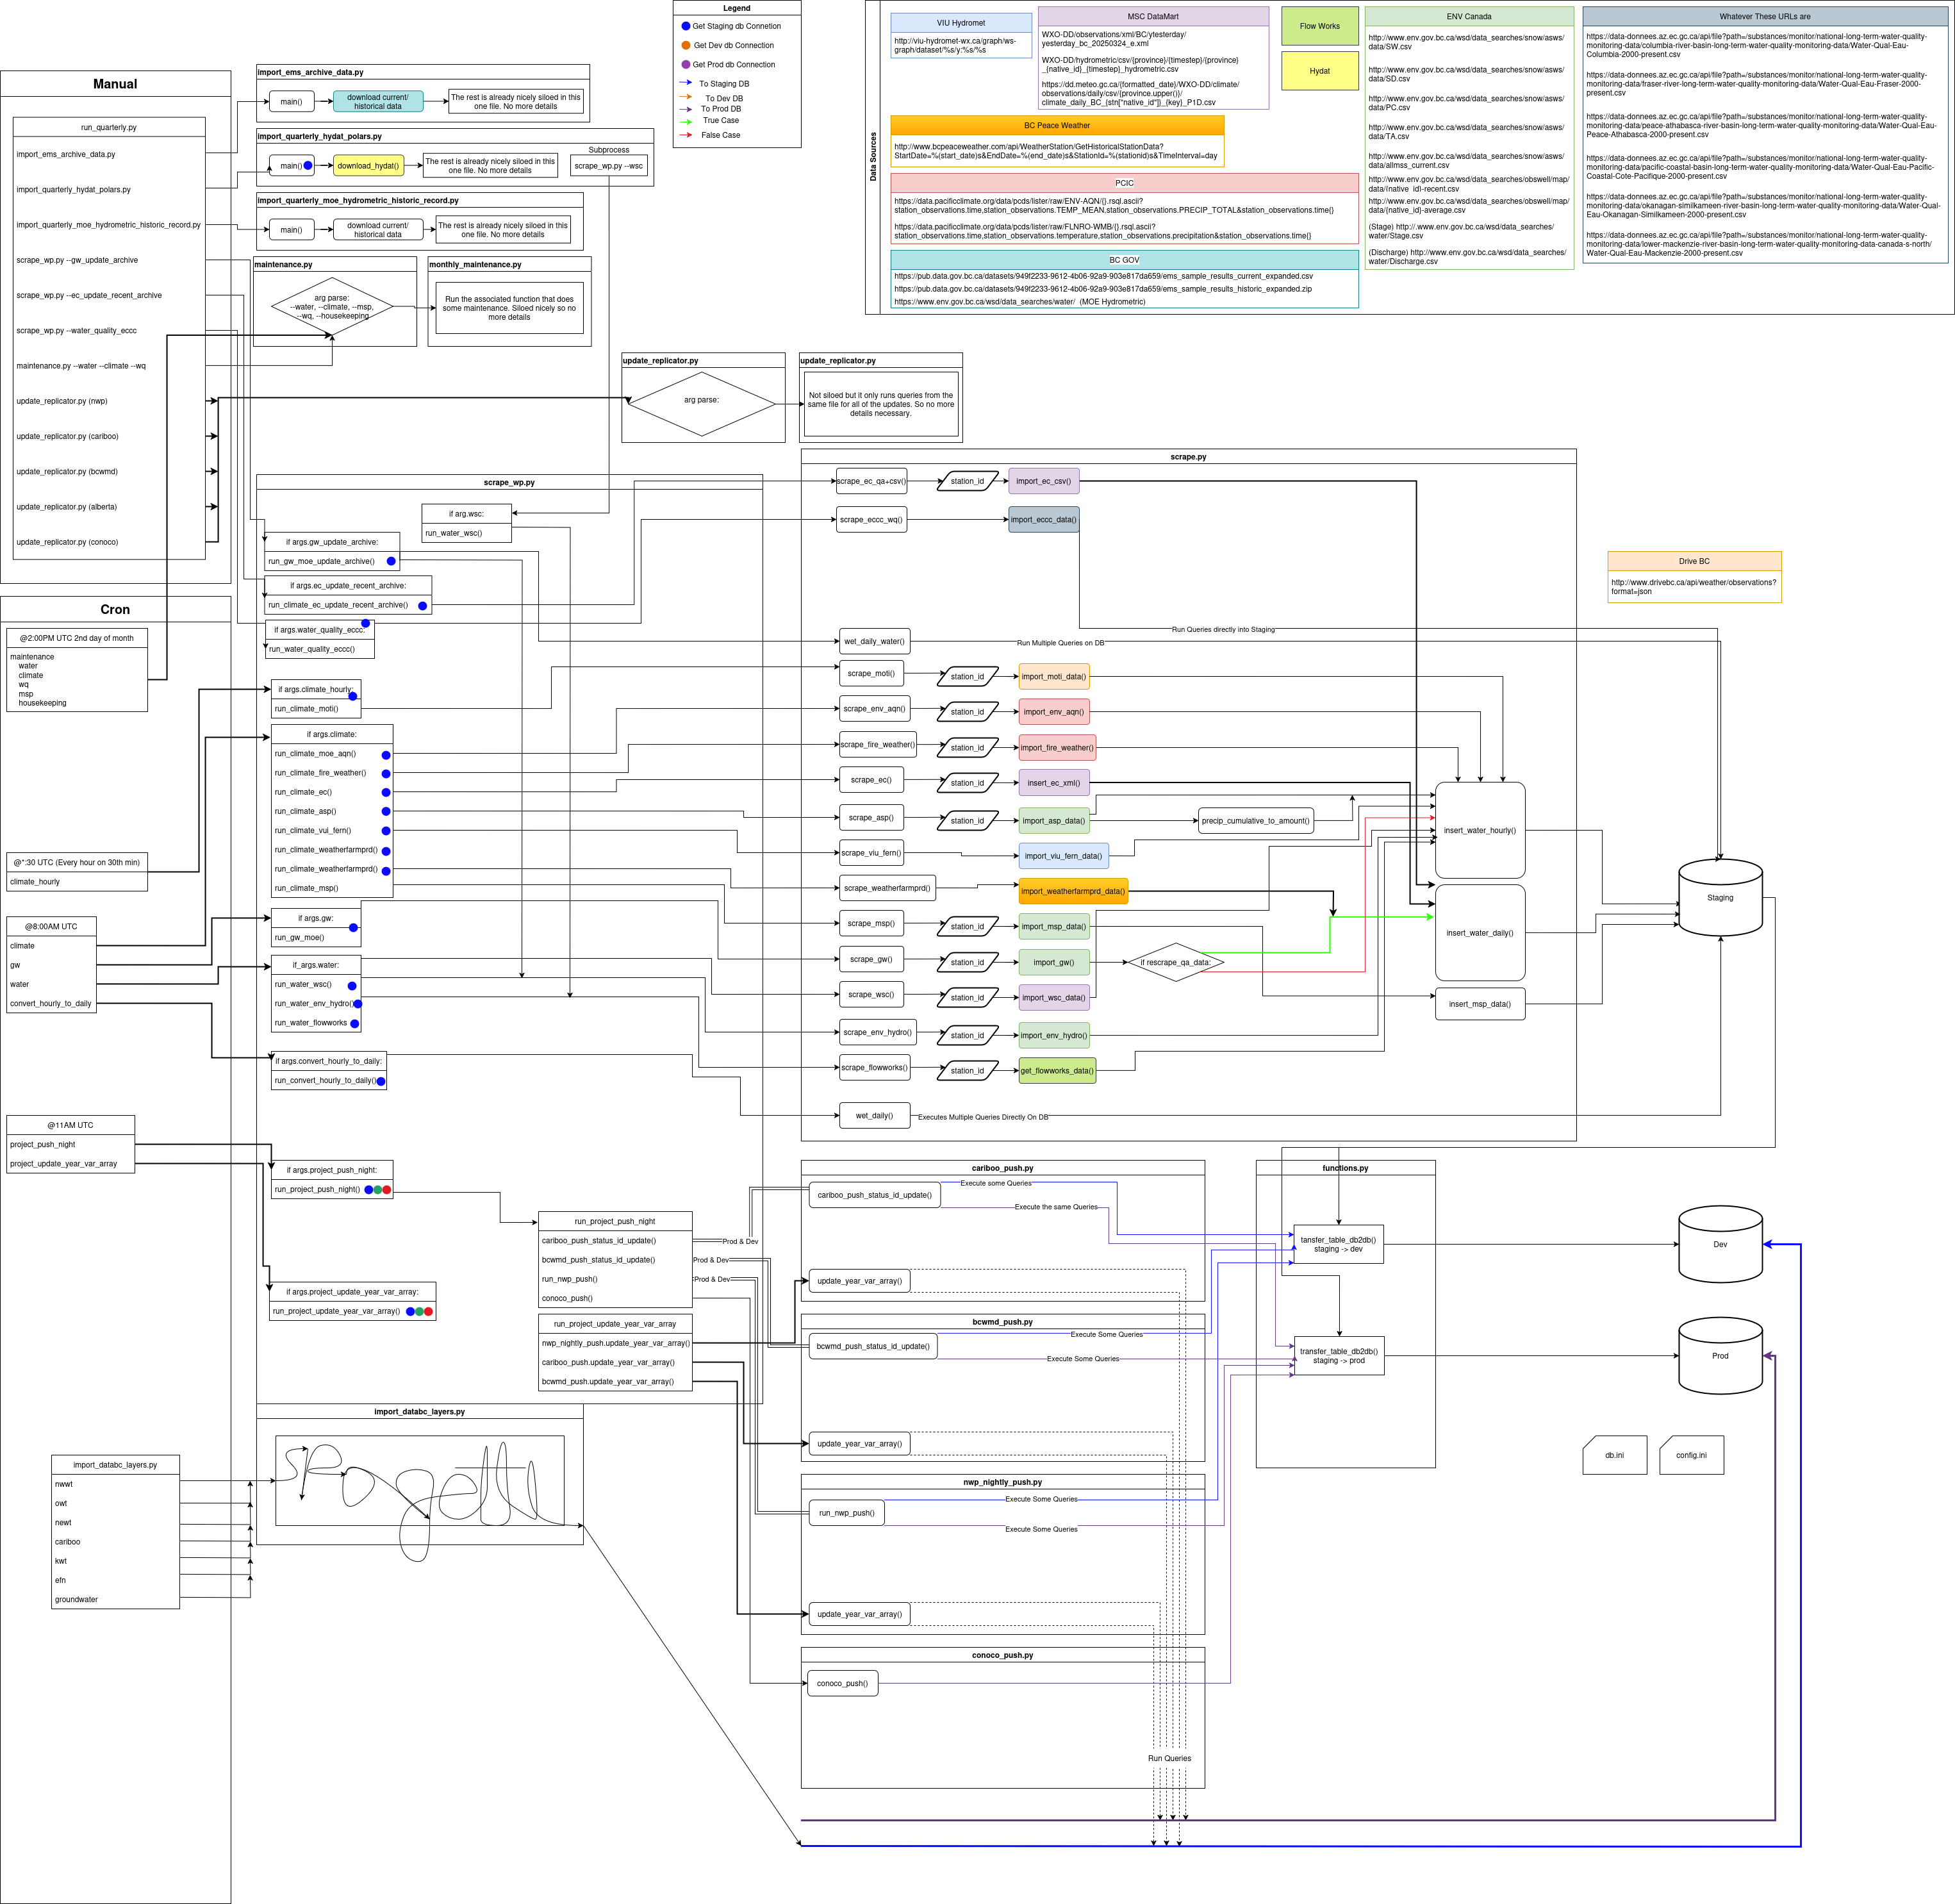 Legend
Get Staging db Connetion
Get Dev db Connection
Get Prod db Connection
To Staging DB
To Dev DB
To Prod DB
True Case
False Case
Data Sources
VIU Hydromet
http://viu-hydromet-wx.ca/graph/ws-
graph/dataset/%s/y:%s/%s
MSC DataMart
WXO-DD/observations/xml/BC/ytesterday/
yesterday_bc_20250324_e.xml
WXO-DD/hydrometric/csv/{province}/{timestep}/{province}
_{native_id}_{timestep}_hydrometric.csv
https://dd.meteo.gc.ca/{formatted_date}/WXO-DD/climate/
observations/daily/csv/{province.upper()}/
climate_daily_BC_{stn["native_id"]}_{key}_P1D.csv
Flow Works
Hydat
BC Peace Weather
http://www.bcpeaceweather.com/api/WeatherStation/GetHistoricalStationData?
StartDate=%(start_date)s&EndDate=%(end_date)s&StationId=%(stationid)s&TimeInterval=day
PCIC
https://data.pacificclimate.org/data/pcds/lister/raw/ENV-AQN/{}.rsql.ascii?
station_observations.time,station_observations.TEMP_MEAN,station_observations.PRECIP_TOTAL&station_observations.time{}
https://data.pacificclimate.org/data/pcds/lister/raw/FLNRO-WMB/{}.rsql.ascii?
station_observations.time,station_observations.temperature,station_observations.precipitation&station_observations.time{}
BC GOV
https://pub.data.gov.bc.ca/datasets/949f2233-9612-4b06-92a9-903e817da659/ems_sample_results_current_expanded.csv
https://pub.data.gov.bc.ca/datasets/949f2233-9612-4b06-92a9-903e817da659/ems_sample_results_historic_expanded.zip
https://www.env.gov.bc.ca/wsd/data_searches/water/ (MOE Hydrometric)
ENV Canada
http://www.env.gov.bc.ca/wsd/data_searches/snow/asws/
data/SW.csv
http://www.env.gov.bc.ca/wsd/data_searches/snow/asws/
data/SD.csv
http://www.env.gov.bc.ca/wsd/data_searches/snow/asws/
data/PC.csv
http://www.env.gov.bc.ca/wsd/data_searches/snow/asws/
data/TA.csv
http://www.env.gov.bc.ca/wsd/data_searches/snow/asws/
data/allmss_current.csv
http://www.env.gov.bc.ca/wsd/data_searches/obswell/map/
data/{native_id}-recent.csv
http://www.env.gov.bc.ca/wsd/data_searches/obswell/map/
data/{native_id}-average.csv
(Stage) http://.www.env.gov.bc.ca/wsd/data_searches/
water/Stage.csv
(Discharge) http://www.env.gov.bc.ca/wsd/data_searches/
water/Discharge.csv
Whatever These URLs are
https://data-donnees.az.ec.gc.ca/api/file?path=/substances/monitor/national-long-term-water-quality-
monitoring-data/columbia-river-basin-long-term-water-quality-monitoring-data/Water-Qual-Eau-
Columbia-2000-present.csv
https://data-donnees.az.ec.gc.ca/api/file?path=/substances/monitor/national-long-term-water-quality-
monitoring-data/fraser-river-long-term-water-quality-monitoring-data/Water-Qual-Eau-Fraser-2000-
present.csv
https://data-donnees.az.ec.gc.ca/api/file?path=/substances/monitor/national-long-term-water-quality-
monitoring-data/peace-athabasca-river-basin-long-term-water-quality-monitoring-data/Water-Qual-Eau-
Peace-Athabasca-2000-present.csv
https://data-donnees.az.ec.gc.ca/api/file?path=/substances/monitor/national-long-term-water-quality-
monitoring-data/pacific-coastal-basin-long-term-water-quality-monitoring-data/Water-Qual-Eau-Pacific-
Coastal-Cote-Pacifique-2000-present.csv
https://data-donnees.az.ec.gc.ca/api/file?path=/substances/monitor/national-long-term-water-quality-
monitoring-data/okanagan-similkameen-river-basin-long-term-water-quality-monitoring-data/Water-Qual-
Eau-Okanagan-Similkameen-2000-present.csv
https://data-donnees.az.ec.gc.ca/api/file?path=/substances/monitor/national-long-term-water-quality-
monitoring-data/lower-mackenzie-river-basin-long-term-water-quality-monitoring-data-canada-s-north/
Water-Qual-Eau-Mackenzie-2000-present.csv
Drive BC
http://www.drivebc.ca/api/weather/observations?
format=json
Manual
run_quarterly.py
import_ems_archive_data.py
import_quarterly_hydat_polars.py
import_quarterly_moe_hydrometric_historic_record.py
scrape_wp.py --gw_update_archive
scrape_wp.py --ec_update_recent_archive
scrape_wp.py --water_quality_eccc
maintenance.py --water --climate --wq
update_replicator.py (nwp)
update_replicator.py (cariboo)
update_replicator.py (bcwmd)
update_replicator.py (alberta)
update_replicator.py (conoco)
import_ems_archive_data.py
main()
download current/
historical data
The rest is already nicely siloed in this
one file. No more details
import_quarterly_hydat_polars.py
main()
download_hydat()
The rest is already nicely siloed in this
one file. No more details
Subprocess
scrape_wp.py --wsc
import_quarterly_moe_hydrometric_historic_record.py
main()
download current/
historical data
The rest is already nicely siloed in this
one file. No more details
maintenance.py
arg parse:
--water, --climate, --msp,
--wq, --housekeeping
monthly_maintenance.py
Run the associated function that does
some maintenance. Siloed nicely so no
more details
update_replicator.py
arg parse:
update_replicator.py
Not siloed but it only runs queries from the
same file for all of the updates. So no more
details necessary.
Cron
@2:00PM UTC 2nd day of month
maintenance
water
climate
wq
msp
housekeeping
@*:30 UTC (Every hour on 30th min)
climate_hourly
@8:00AM UTC
climate
gw
water
convert_hourly_to_daily
@11AM UTC
project_push_night
project_update_year_var_array
import_databc_layers.py
nwwt
owt
newt
cariboo
kwt
efn
groundwater
scrape_wp.py
if arg.wsc:
run_water_wsc()
if args.gw_update_archive:
run_gw_moe_update_archive()
if args.ec_update_recent_archive:
run_climate_ec_update_recent_archive()
if args.water_quality_eccc:
run_water_quality_eccc()
if args.climate_hourly:
run_climate_moti()
if args.climate:
run_climate_moe_aqn()
run_climate_fire_weather()
run_climate_ec()
run_climate_asp()
run_climate_vui_fern()
run_climate_weatherfarmprd()
run_climate_weatherfarmprd()
run_climate_msp()
if args.gw:
run_gw_moe()
if_args.water:
run_water_wsc()
run_water_env_hydro()
run_water_flowworks
if args.convert_hourly_to_daily:
run_convert_hourly_to_daily()
if args.project_push_night:
run_project_push_night()
if args.project_update_year_var_array:
run_project_update_year_var_array()
run_project_push_night
cariboo_push_status_id_update()
bcwmd_push_status_id_update()
run_nwp_push()
conoco_push()
Prod & Dev
Prod & Dev
Prod & Dev
run_project_update_year_var_array
nwp_nightly_push.update_year_var_array()
cariboo_push.update_year_var_array()
bcwmd_push.update_year_var_array()
import_databc_layers.py
scrape.py
scrape_ec_qa+csv()
station_id
import_ec_csv()
scrape_eccc_wq()
import_eccc_data()
Run Queries directly into Staging
wet_daily_water()
Run Multiple Queries on DB
scrape_moti()
station_id
import_moti_data()
scrape_env_aqn()
station_id
import_env_aqn()
scrape_fire_weather()
station_id
import_fire_weather()
scrape_ec()
station_id
insert_ec_xml()
scrape_asp()
station_id
import_asp_data()
precip_cumulative_to_amount()
scrape_viu_fern()
import_viu_fern_data()
scrape_weatherfarmprd()
import_weatherfarmprd_data()
scrape_msp()
station_id
import_msp_data()
scrape_gw()
station_id
import_gw()
if rescrape_qa_data:
scrape_wsc()
station_id
import_wsc_data()
scrape_env_hydro()
station_id
import_env_hydro()
scrape_flowworks()
station_id
get_flowworks_data()
wet_daily()
Executes Multiple Queries Directly On DB
insert_water_hourly()
insert_water_daily()
insert_msp_data()
Staging
cariboo_push.py
cariboo_push_status_id_update()
Execute some Queries
Execute the same Queries
update_year_var_array()
bcwmd_push.py
bcwmd_push_status_id_update()
Execute Some Queries
Execute Some Queries
update_year_var_array()
nwp_nightly_push.py
run_nwp_push()
Execute Some Queries
Execute Some Queries
update_year_var_array()
conoco_push.py
conoco_push()
Run Queries
functions.py
tansfer_table_db2db()
staging -> dev
transfer_table_db2db()
staging -> prod
Dev
Prod
db.ini
config.ini